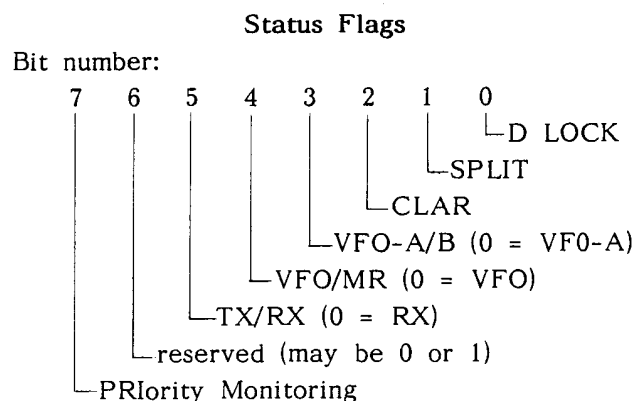 Status Flags
Bit number:
7 6 5 4 3 2 1 0
D LOCK
SPLIT
CLAR
VFO-A/B (0 = VF0-A)
VFO/MR (0 = VFO)
TX/RX (0 = RX)
reserved (may be 0 or 1)
PRIority Monitoring